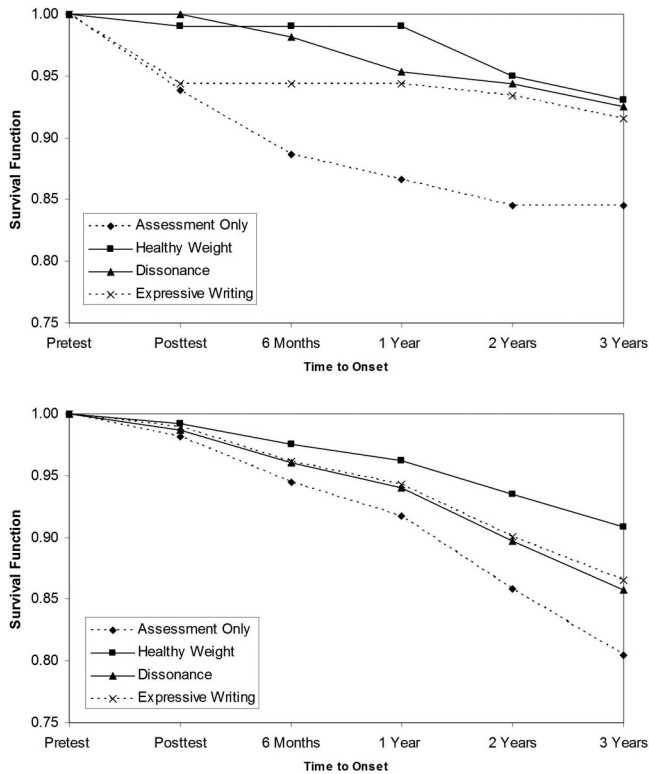 1.00
0.95
0.90
0.85
0.80
0.75
Survival Function
Assessment Only
Healthy Weight
Dissonance
Expressive Writing
Pretest Posttest 6 Months 1 Year 2 Years 3 Years
Time to Onset
1.00
0.95
0.90
0.85
0.80
0.75
Survival Function
Assessment Only
Healthy Weight
Dissonance
Expressive Writing
Pretest Posttest 6 Months 1 Year 2 Years 3 Years
Time to Onset